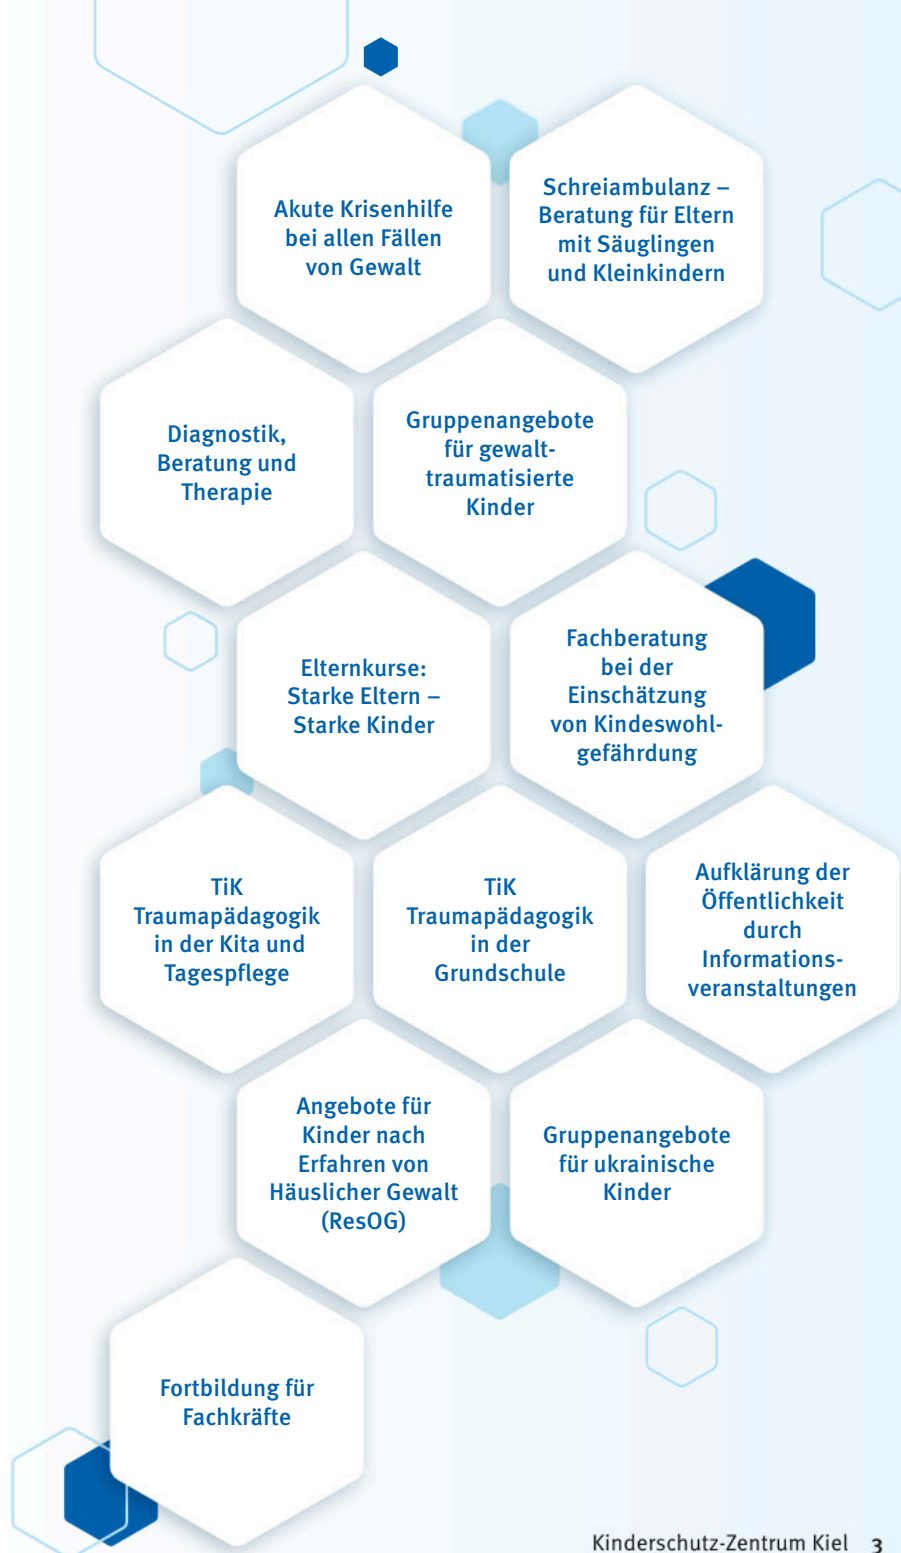 Akute Krisenhilfe
bei allen Fällen
von Gewalt
Schreiambulanz –
Beratung für Eltern
mit Säuglingen
und Kleinkindern
Diagnostik,
Beratung und
Therapie
Gruppenangebote
für gewalt-
traumatisierte
Kinder
Elternkurse:
Starke Eltern –
Starke Kinder
Fachberatung
bei der
Einschätzung
von Kindeswohl-
gefährdung
TiK
Traumapädagogik
in der Kita und
Tagespflege
TiK
Traumapädagogik
in der
Grundschule
Aufklärung der
Öffentlichkeit
durch
Informations-
veranstaltungen
Angebote für
Kinder nach
Erfahren von
Häuslicher Gewalt
(ResOG)
Gruppenangebote
für ukrainische
Kinder
Fortbildung für
Fachkräfte
Kinderschutz-Zentrum Kiel 3